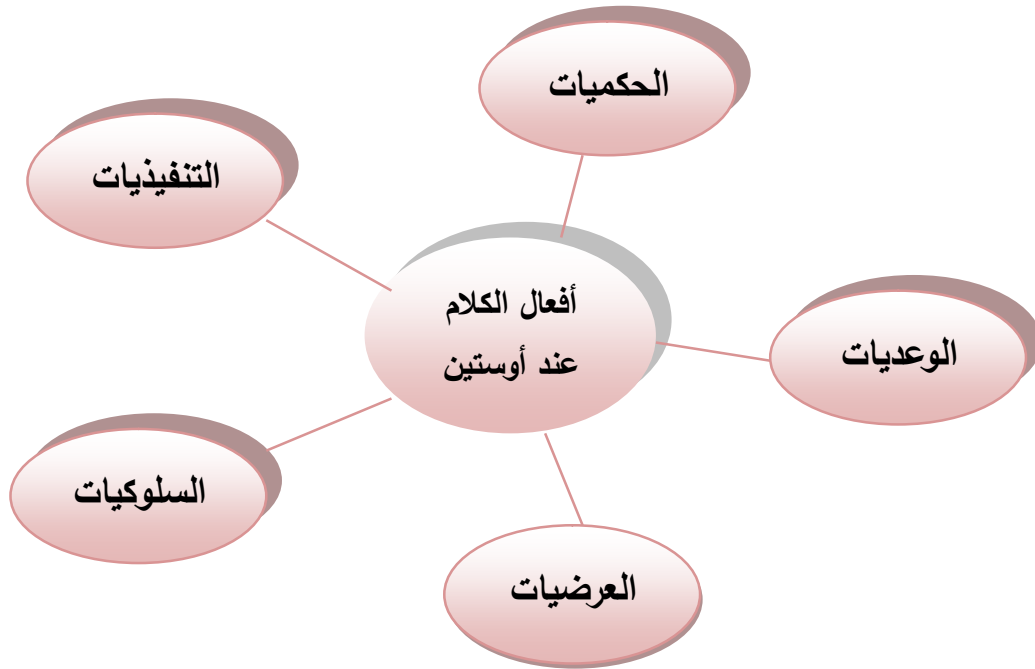 الحكميات
التنفيذيات
أفعال الكلام
عند أوستين
الوعديات
السلوكيات
العرضيات